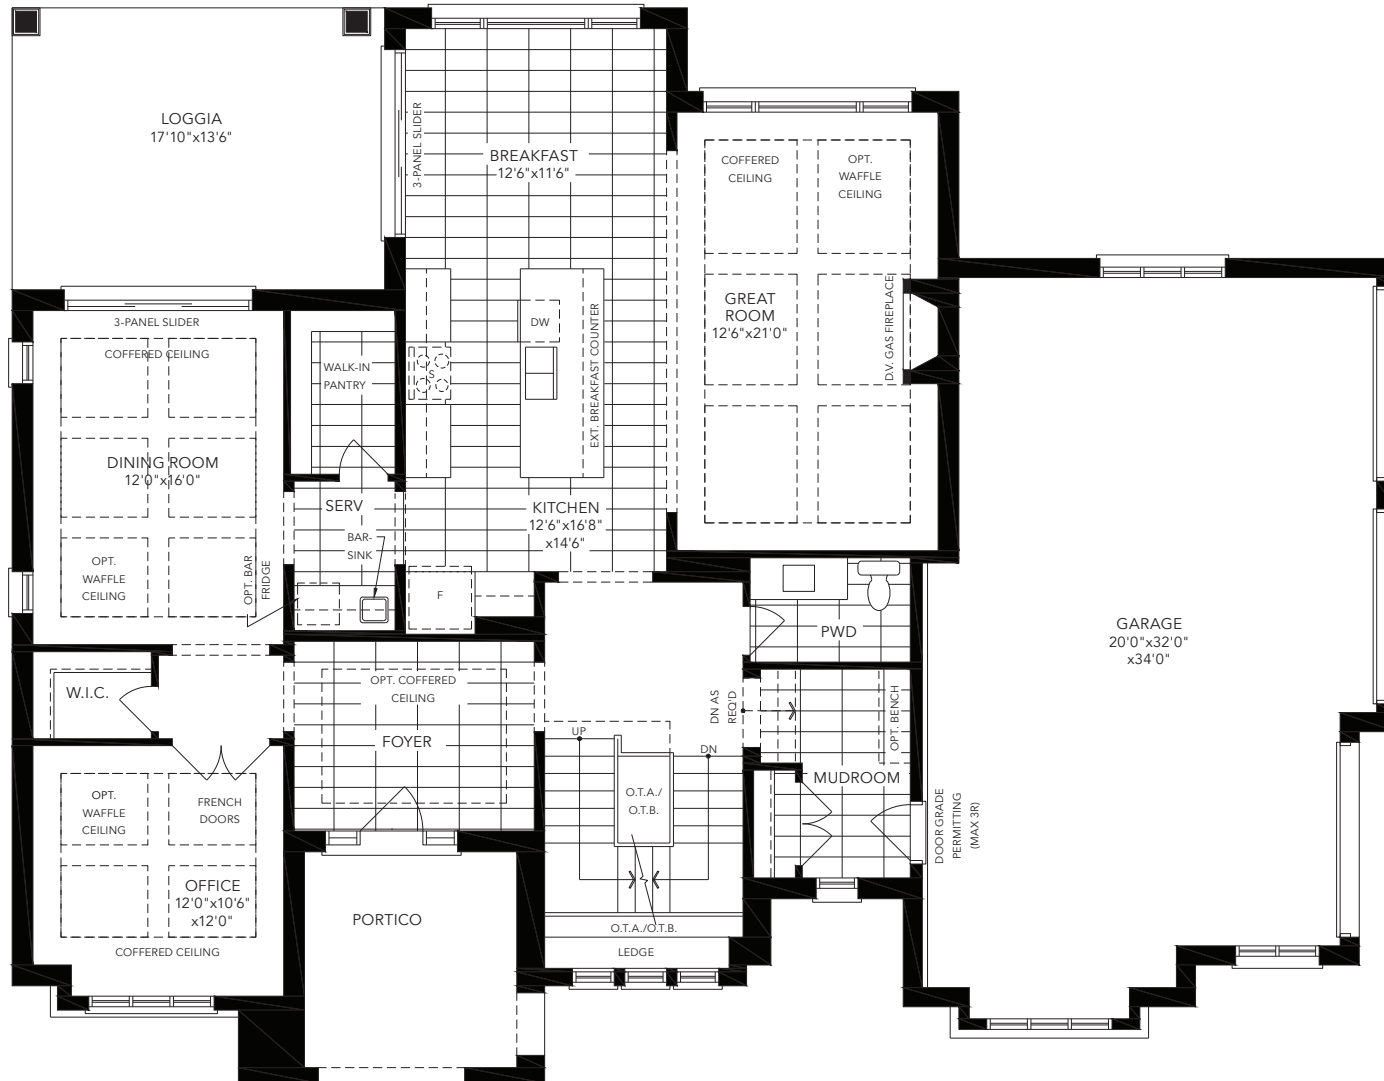 LOGGIA
17'10"x13'6"
3-PANEL SLIDER
BREAKFAST
12'6"x11'6"
COFFERED
CEILING
OPT.
WAFFLE
CEILING
GREAT
ROOM
12'6"x21'0"
D.V. GAS FIREPLACE
3-PANEL SLIDER
COFFERED CEILING
WALK-IN
PANTRY
S
DW
EXT. BREAKFAST COUNTER
DINING ROOM
12'0"x16'0"
OPT.
WAFFLE
CEILING
OPT. BAR
FRIDGE
SERV
BAR-
SINK
KITCHEN
12'6"x16'8"
x14'6"
F
PWD
GARAGE
20'0"x32'0"
x34'0"
W.I.C.
OPT. COFFERED
CEILING
FOYER
DN AS
REQ'D
OPT. BENCH
UP
DN
MUDROOM
OPT.
WAFFLE
CEILING
FRENCH
DOORS
O.T.A./
O.T.B.
DOOR GRADE
PERMITTING
(MAX 3R)
OFFICE
12'0"x10'6"
x12'0"
COFFERED CEILING
PORTICO
O.T.A./O.T.B.
LEDGE